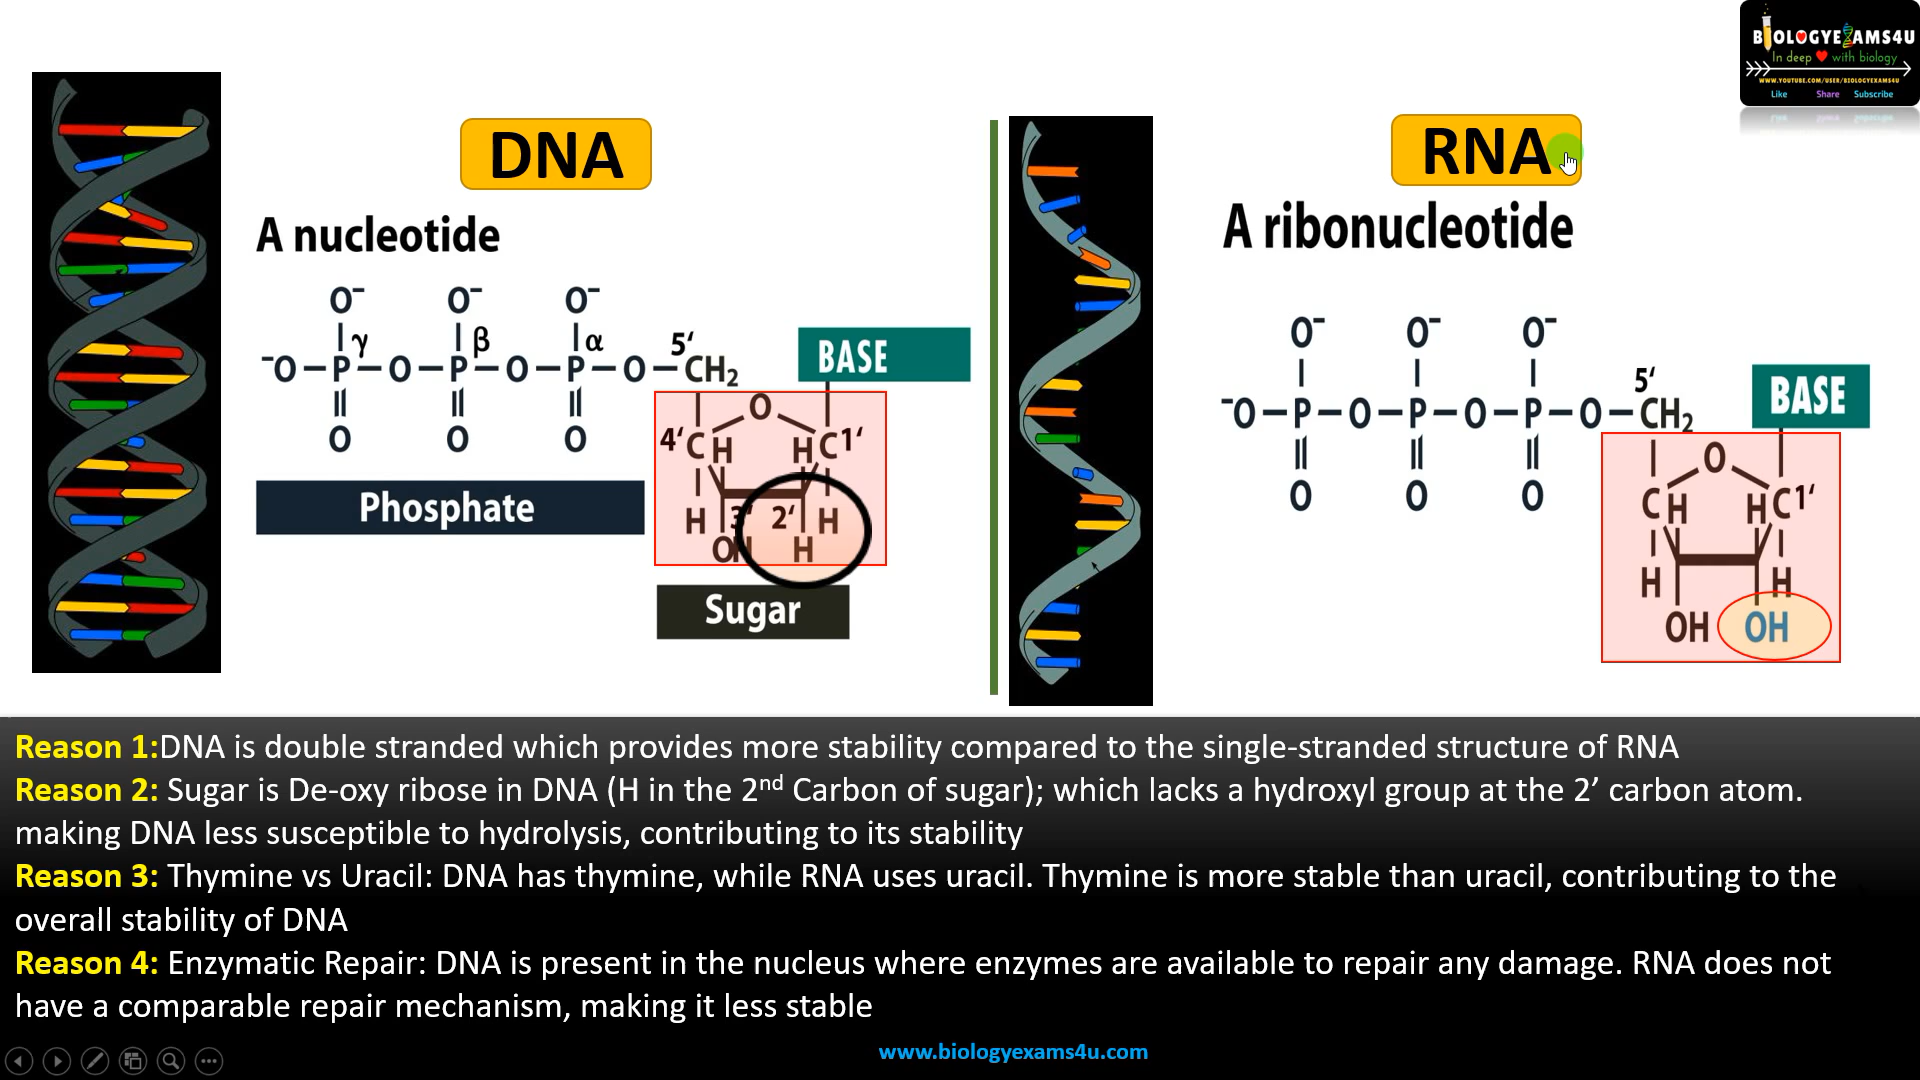 BIOLOGYEXAMS4U
In deep ❤ with biology
WWW.YOUTUBE.COM/USER/BIOLOGYEXAMS4U
Like Share Subscribe
DNA
A nucleotide
O⁻ O⁻ O⁻
γ β α 5‘
⁻O–P–O–P–O–P–O–CH₂
BASE
O O O
O
4‘ C H H C 1‘
H 3‘ 2‘ H
OH H
Phosphate
Sugar
RNA
A ribonucleotide
O⁻ O⁻ O⁻
5‘
⁻O–P–O–P–O–P–O–CH₂
BASE
O O O
O
C H H C 1‘
H H
OH OH
Reason 1:DNA is double stranded which provides more stability compared to the single-stranded structure of RNA
Reason 2: Sugar is De-oxy ribose in DNA (H in the 2nd Carbon of sugar); which lacks a hydroxyl group at the 2’ carbon atom.
making DNA less susceptible to hydrolysis, contributing to its stability
Reason 3: Thymine vs Uracil: DNA has thymine, while RNA uses uracil. Thymine is more stable than uracil, contributing to the
overall stability of DNA
Reason 4: Enzymatic Repair: DNA is present in the nucleus where enzymes are available to repair any damage. RNA does not
have a comparable repair mechanism, making it less stable
www.biologyexams4u.com